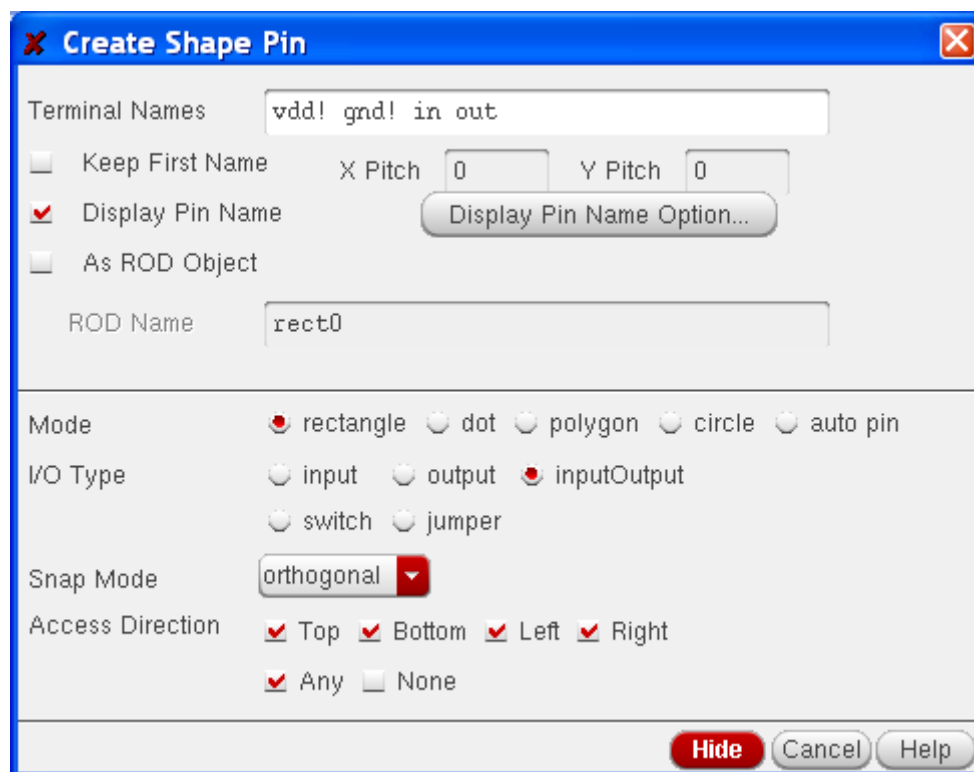 Create Shape Pin
Terminal Names vdd! gnd! in out
Keep First Name X Pitch 0 Y Pitch 0
Display Pin Name Display Pin Name Option...
As ROD Object
ROD Name rect0
Mode rectangle dot polygon circle auto pin
I/O Type input output inputOutput
switch jumper
Snap Mode orthogonal
Access Direction Top Bottom Left Right
Any None
Hide Cancel Help